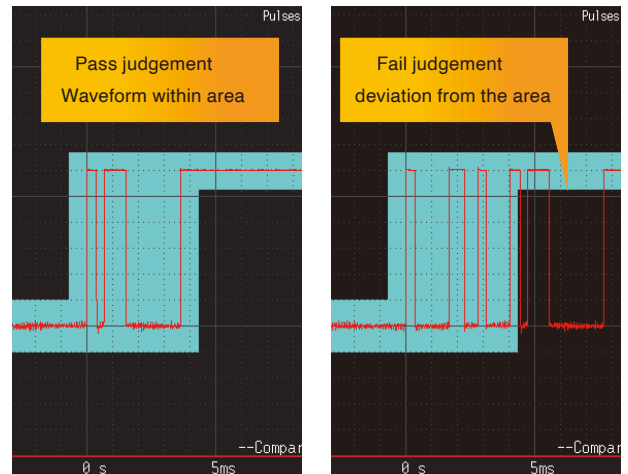 Pulses
Pass judgement
Waveform within area
--Compar
0 s
5ms
Pulses
Fail judgement
deviation from the area
--Compar
0 s
5ms